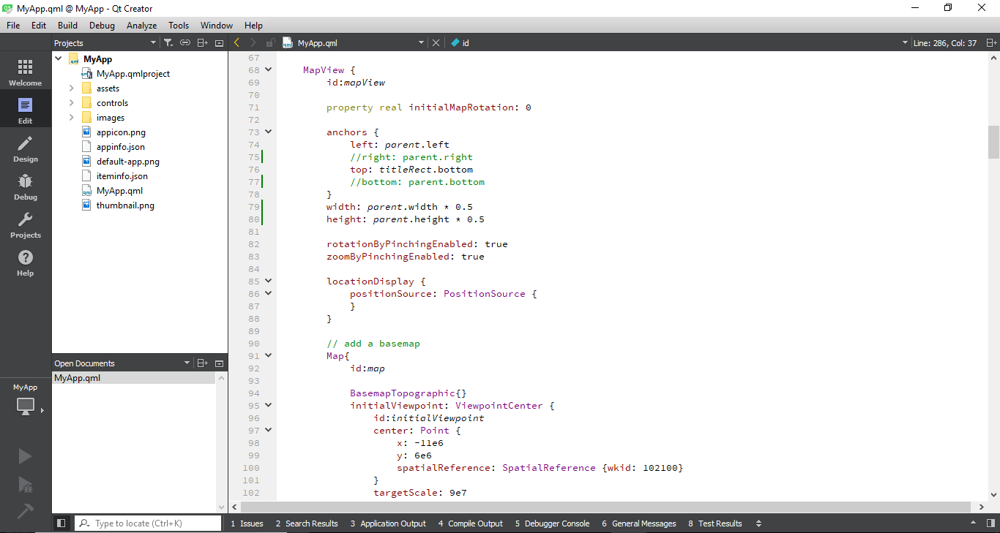 MyApp.qml @ MyApp - Qt Creator
File Edit Build Debug Analyze Tools Window Help
Projects
MyApp.qml
id
Line: 286, Col: 37
Welcome
Edit
Design
Debug
Projects
Help
MyApp
MyApp
MyApp.qmlproject
assets
controls
images
appicon.png
appinfo.json
default-app.png
iteminfo.json
MyApp.qml
thumbnail.png
Open Documents
MyApp.qml
67
68 MapView {
69 id:mapView
70
71 property real initialMapRotation: 0
72
73 anchors {
74 left: parent.left
75 //right: parent.right
76 top: titleRect.bottom
77 //bottom: parent.bottom
78 }
79 width: parent.width * 0.5
80 height: parent.height * 0.5
81
82 rotationByPinchingEnabled: true
83 zoomByPinchingEnabled: true
84
85 locationDisplay {
86 positionSource: PositionSource {
87 }
88 }
89
90 // add a basemap
91 Map{
92 id:map
93
94 BasemapTopographic{}
95 initialViewpoint: ViewpointCenter {
96 id:initialViewpoint
97 center: Point {
98 x: -11e6
99 y: 6e6
100 spatialReference: SpatialReference {wkid: 102100}
101 }
102 targetScale: 9e7
Type to locate (Ctrl+K)
1 Issues 2 Search Results 3 Application Output 4 Compile Output 5 Debugger Console 6 General Messages 8 Test Results